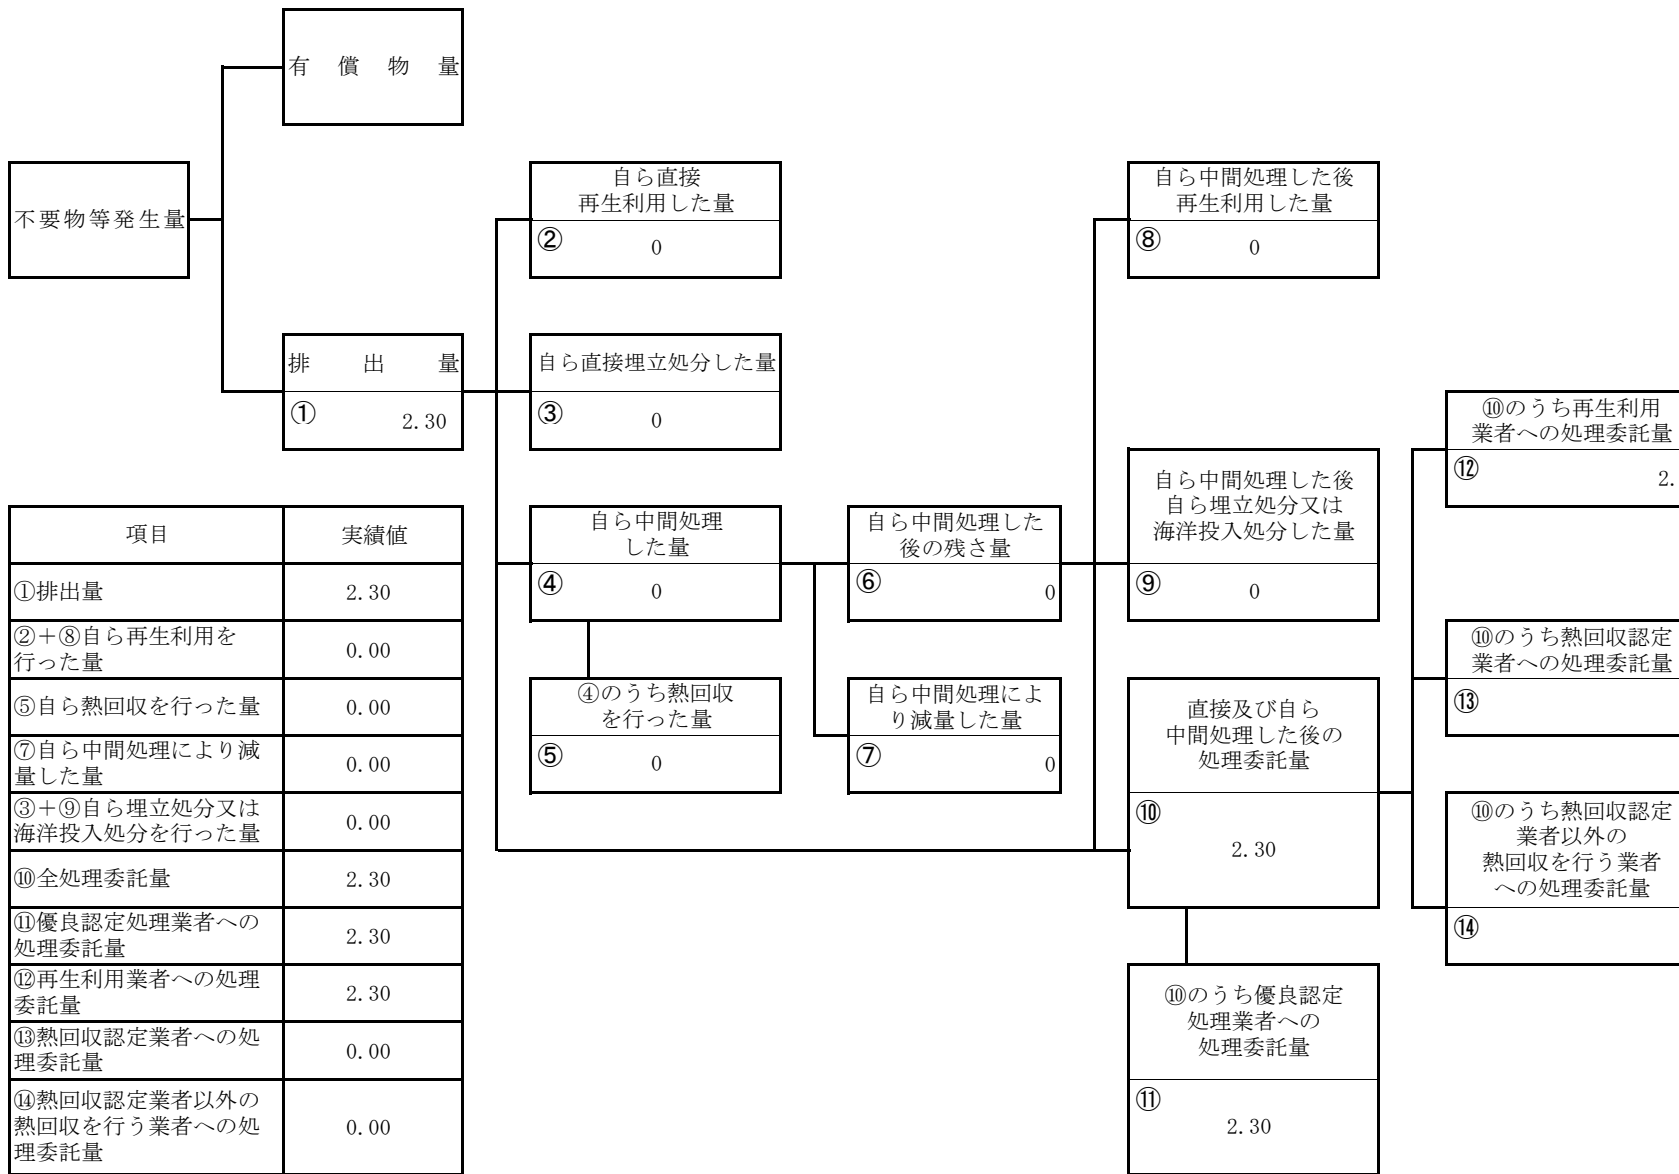 有償物量
不要物等発生量
自ら直接
再生利用した量
② 0
自ら中間処理した後
再生利用した量
⑧ 0
排出量
① 2.30
自ら直接埋立処分した量
③ 0
⑩のうち再生利用
業者への処理委託量
⑫ 2.
自ら中間処理した後
自ら埋立処分又は
海洋投入処分した量
⑨ 0
自ら中間処理
した量
④ 0
自ら中間処理した
後の残さ量
⑥ 0
⑩のうち熱回収認定
業者への処理委託量
⑬
④のうち熱回収
を行った量
⑤ 0
自ら中間処理によ
り減量した量
⑦ 0
直接及び自ら
中間処理した後の
処理委託量
⑩
2.30
⑩のうち熱回収認定
業者以外の
熱回収を行う業者
への処理委託量
⑭
⑩のうち優良認定
処理業者への
処理委託量
⑪
2.30
項目 実績値
①排出量 2.30
②+⑧自ら再生利用を
行った量 0.00
⑤自ら熱回収を行った量 0.00
⑦自ら中間処理により減
量した量 0.00
③+⑨自ら埋立処分又は
海洋投入処分を行った量 0.00
⑩全処理委託量 2.30
⑪優良認定処理業者への
処理委託量 2.30
⑫再生利用業者への処理
委託量 2.30
⑬熱回収認定業者への処
理委託量 0.00
⑭熱回収認定業者以外の
熱回収を行う業者への処
理委託量 0.00